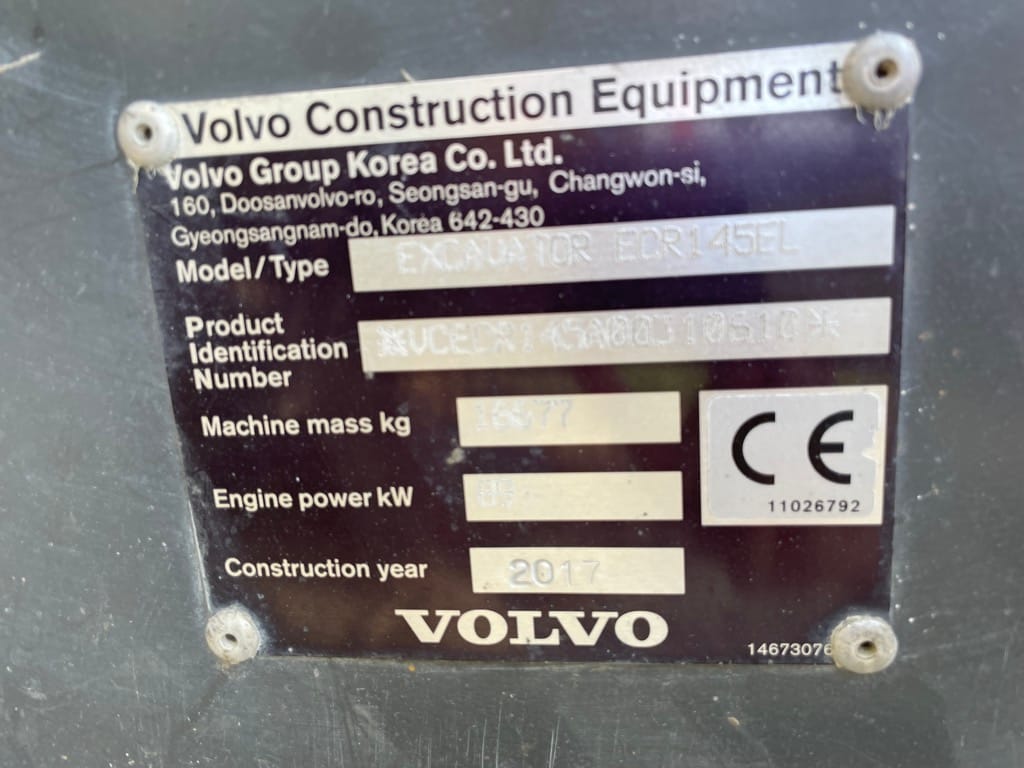 Volvo Construction Equipment
Volvo Group Korea Co. Ltd.
160, Doosanvolvo-ro, Seongsan-gu, Changwon-si,
Gyeongsangnam-do, Korea 642-430
Model/Type EXCAVATOR ECR145EL
Product
Identification
Number
Machine mass kg 16677
Engine power kW
Construction year 2017
CE
11026792
VOLVO